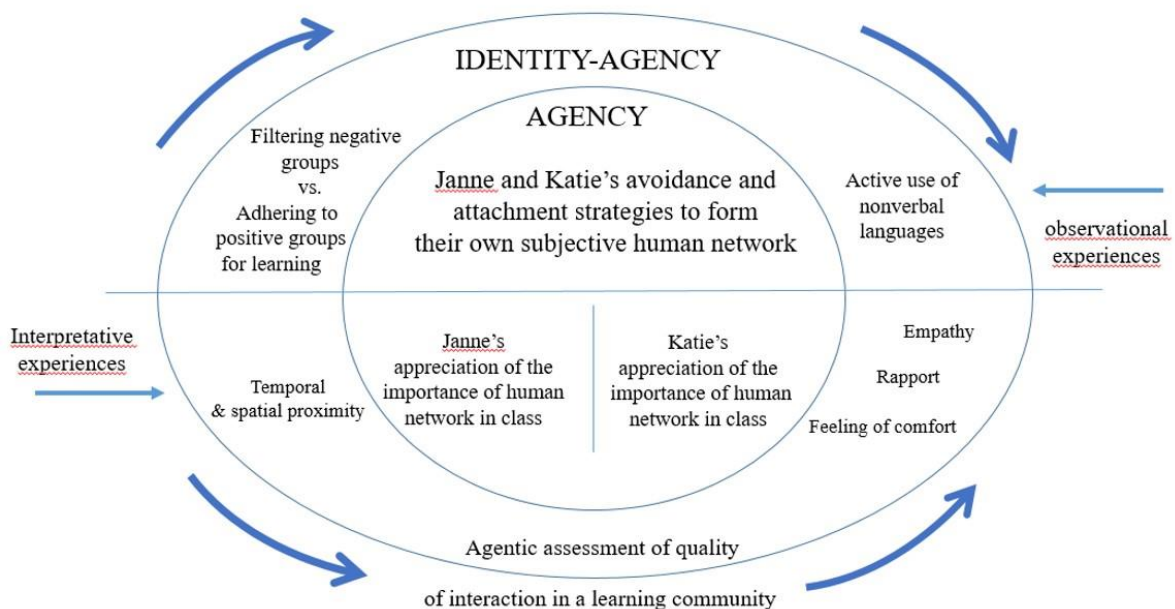 IDENTITY-AGENCY
AGENCY
Filtering negative
groups
vs.
Adhering to
positive groups
for learning
Janne and Katie’s avoidance and
attachment strategies to form
their own subjective human network
Active use of
nonverbal
languages
observational
experiences
Interpretative
experiences
Temporal
& spatial proximity
Janne’s
appreciation of the
importance of human
network in class
Katie’s
appreciation of the
importance of human
network in class
Empathy
Rapport
Feeling of comfort
Agentic assessment of quality
of interaction in a learning community